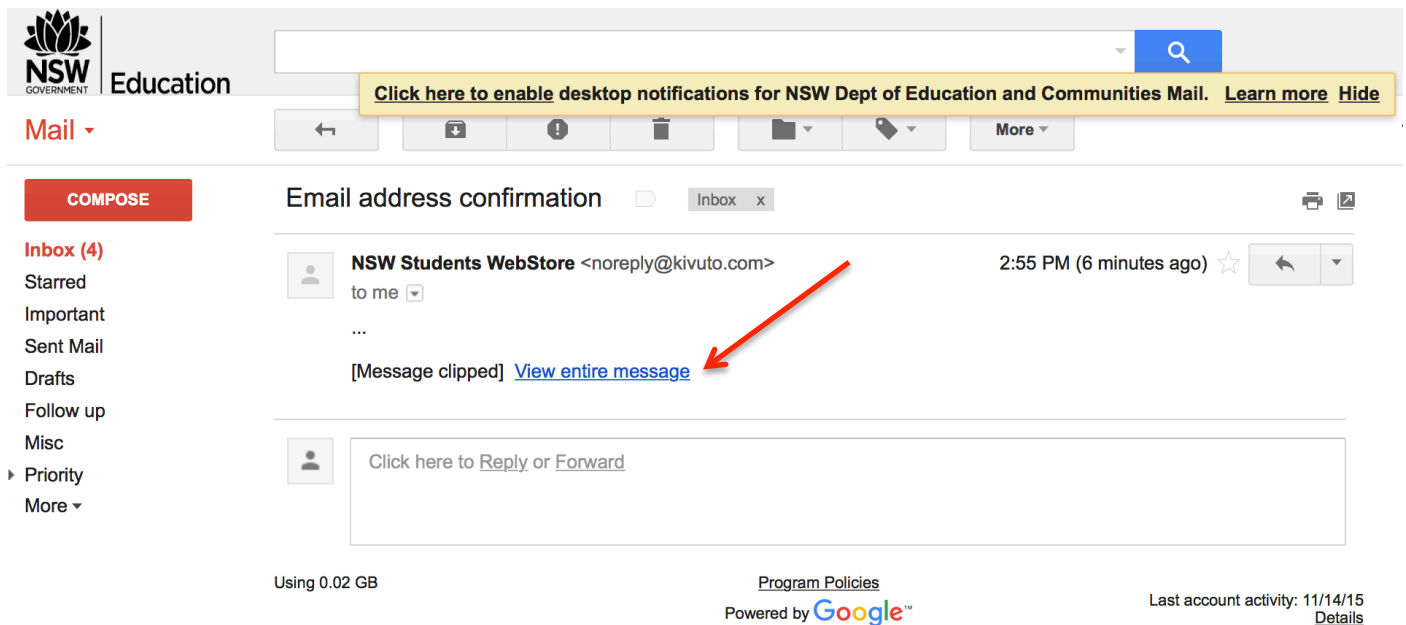 NSW
GOVERNMENT
Education
Click here to enable desktop notifications for NSW Dept of Education and Communities Mail. Learn more Hide
Mail
More
COMPOSE
Email address confirmation
Inbox x
Inbox (4)
Starred
Important
Sent Mail
Drafts
Follow up
Misc
Priority
More
NSW Students WebStore <noreply@kivuto.com>
2:55 PM (6 minutes ago)
to me
...
[Message clipped] View entire message
Click here to Reply or Forward
Using 0.02 GB
Program Policies
Powered by Google™
Last account activity: 11/14/15
Details